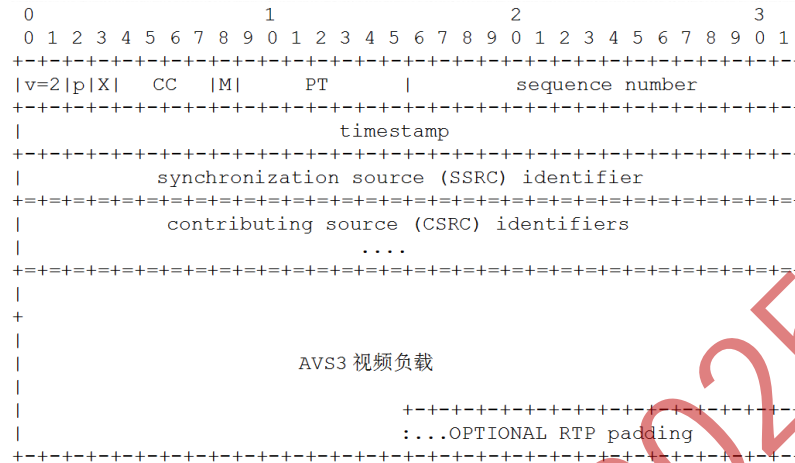 0 1 2 3
0 1 2 3 4 5 6 7 8 9 0 1 2 3 4 5 6 7 8 9 0 1 2 3 4 5 6 7 8 9 0 1
+-+-+-+-+-+-+-+-+-+-+-+-+-+-+-+-+-+-+-+-+-+-+-+-+-+-+-+-+-+-+-+-
|v=2|p|X| CC |M| PT | sequence number
+-+-+-+-+-+-+-+-+-+-+-+-+-+-+-+-+-+-+-+-+-+-+-+-+-+-+-+-+-+-+-+-
| timestamp
+-+-+-+-+-+-+-+-+-+-+-+-+-+-+-+-+-+-+-+-+-+-+-+-+-+-+-+-+-+-+-+-
| synchronization source (SSRC) identifier
+=+=+=+=+=+=+=+=+=+=+=+=+=+=+=+=+=+=+=+=+=+=+=+=+=+=+=+=+=+=+=+=
| contributing source (CSRC) identifiers
| ....
+=+=+=+=+=+=+=+=+=+=+=+=+=+=+=+=+=+=+=+=+=+=+=+=+=+=+=+=+=+=+=+=
|
+
|
| AVS3 视频负载
|
| +-+-+-+-+-+-+-+-+-+-+-+-+-+-+-+-
| :...OPTIONAL RTP padding
+-+-+-+-+-+-+-+-+-+-+-+-+-+-+-+-+-+-+-+-+-+-+-+-+-+-+-+-+-+-+-+-
2025